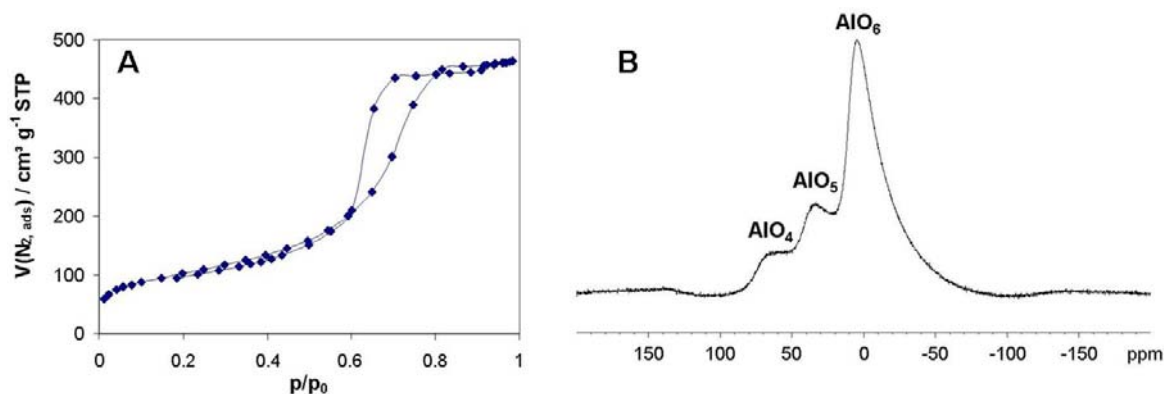 A
V(N₂, ads) / cm³ g⁻¹ STP
500
400
300
200
100
0
0 0.2 0.4 0.6 0.8 1
p/p₀
B
AlO₆
AlO₅
AlO₄
150 100 50 0 -50 -100 -150 ppm